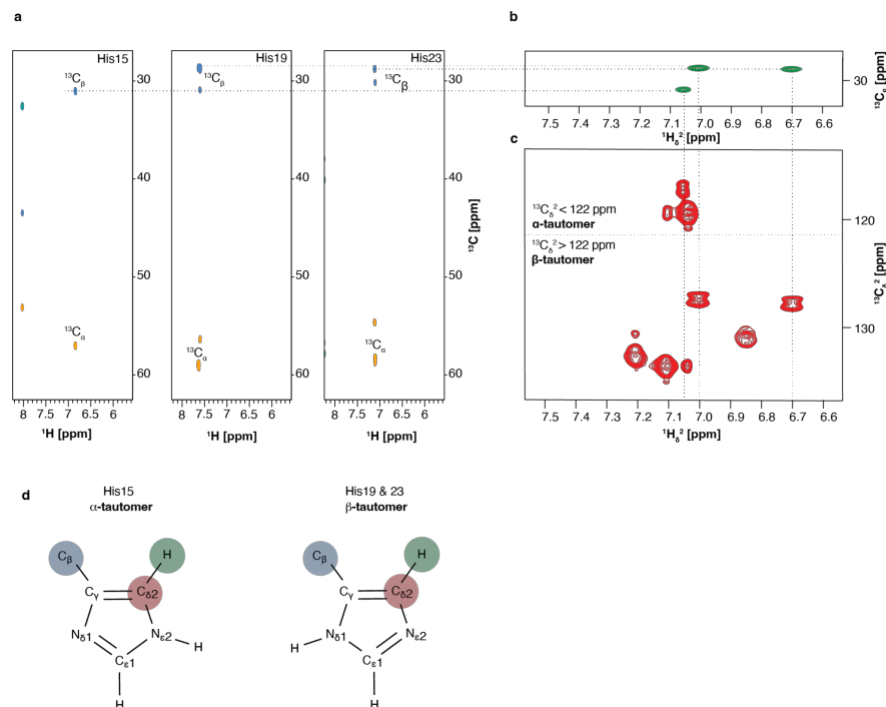 a
b
His15
His19
His23
¹³Cβ
¹³Cβ
¹³Cβ
30
30
30
40
40
40
50
50
50
60
60
60
¹³C [ppm]
¹³Cα
¹³Cα
¹³Cα
8 7.5 7 6.5 6
8 7.5 7 6.5 6
8 7.5 7 6.5 6
¹H [ppm]
¹H [ppm]
¹H [ppm]
30
7.5 7.4 7.3 7.2 7.1 7.0 6.9 6.8 6.7 6.6
¹Hδ² [ppm]
c
¹³Cδ² < 122 ppm
α-tautomer
¹³Cδ² > 122 ppm
β-tautomer
120
130
¹³Cδ² [ppm]
7.5 7.4 7.3 7.2 7.1 7.0 6.9 6.8 6.7 6.6
¹Hδ² [ppm]
d
His15
α-tautomer
His19 & 23
β-tautomer
Cβ
H
Cγ
Cδ2
Nδ1
Nε2
H
Cε1
H
Cβ
H
Cγ
Cδ2
H
Nδ1
Nε2
Cε1
H